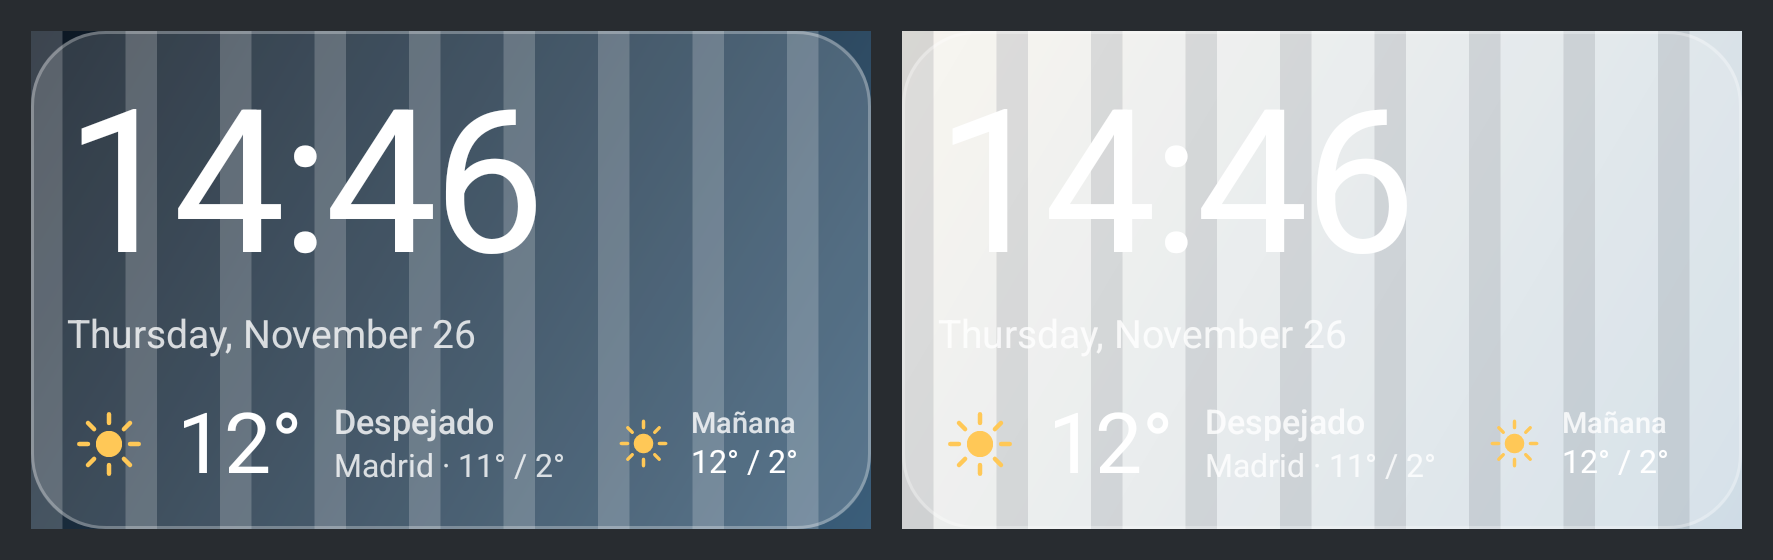 14:46
Thursday, November 26
12°
Despejado
Madrid · 11° / 2°
Mañana
12° / 2°
14:46
Thursday, November 26
12°
Despejado
Madrid · 11° / 2°
Mañana
12° / 2°